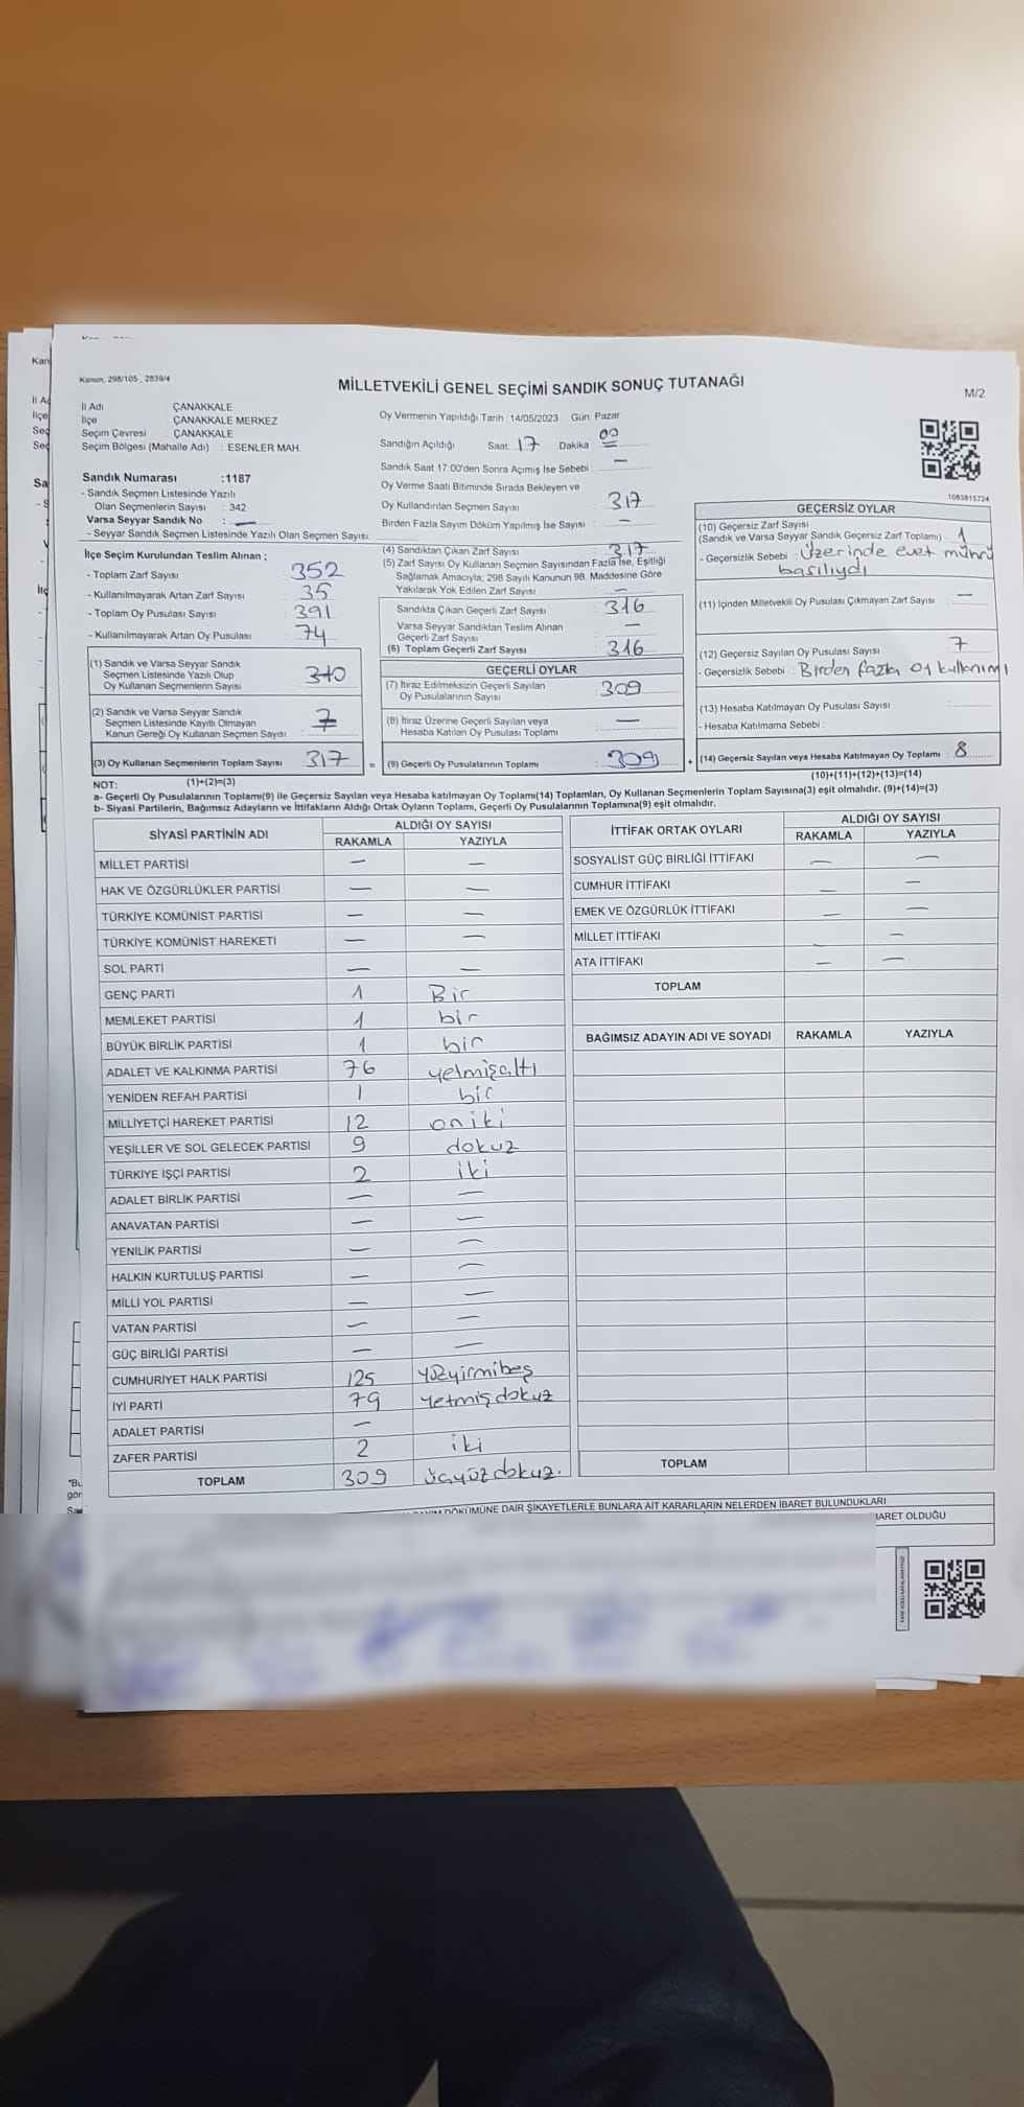 Kanun, 298/105 , 2839/4
MİLLETVEKİLİ GENEL SEÇİMİ SANDIK SONUÇ TUTANAĞI
M/2
İl Adı ÇANAKKALE
İlçe ÇANAKKALE MERKEZ
Seçim Çevresi ÇANAKKALE
Seçim Bölgesi (Mahalle Adı) : ESENLER MAH.
Sandık Numarası :1187
- Sandık Seçmen Listesinde Yazılı
Olan Seçmenlerin Sayısı : 342
Varsa Seyyar Sandık No : —
- Seyyar Sandık Seçmen Listesinde Yazılı Olan Seçmen Sayısı:
Oy Vermenin Yapıldığı Tarih : 14/05/2023 Gün: Pazar
Sandığın Açıldığı Saat: 17 Dakika 00
Sandık Saat 17:00'den Sonra Açılmış İse Sebebi : —
Oy Verme Saati Bitiminde Sırada Bekleyen ve
Oy Kullandırılan Seçmen Sayısı : 317
Birden Fazla Sayım Döküm Yapılmış İse Sayısı : —
1083815724
İlçe Seçim Kurulundan Teslim Alınan ;
- Toplam Zarf Sayısı 352
- Kullanılmayarak Artan Zarf Sayısı 35
- Toplam Oy Pusulası Sayısı 391
- Kullanılmayarak Artan Oy Pusulası 74
(1) Sandık ve Varsa Seyyar Sandık
Seçmen Listesinde Yazılı Olup
Oy Kullanan Seçmenlerin Sayısı 310
(2) Sandık ve Varsa Seyyar Sandık
Seçmen Listesinde Kayıtlı Olmayan
Kanun Gereği Oy Kullanan Seçmen Sayısı 7
(3) Oy Kullanan Seçmenlerin Toplam Sayısı 317
(4) Sandıktan Çıkan Zarf Sayısı 317
(5) Zarf Sayısı Oy Kullanan Seçmen Sayısından Fazla İse, Eşitliği
Sağlamak Amacıyla; 298 Sayılı Kanunun 98. Maddesine Göre
Yakılarak Yok Edilen Zarf Sayısı —
Sandıkta Çıkan Geçerli Zarf Sayısı 316
Varsa Seyyar Sandıktan Teslim Alınan
Geçerli Zarf Sayısı —
(6) Toplam Geçerli Zarf Sayısı 316
GEÇERLİ OYLAR
(7) İtiraz Edilmeksizin Geçerli Sayılan
Oy Pusulalarının Sayısı 309
(8) İtiraz Üzerine Geçerli Sayılan veya
Hesaba Katılan Oy Pusulası Toplamı —
= (9) Geçerli Oy Pusulalarının Toplamı 309
GEÇERSİZ OYLAR
(10) Geçersiz Zarf Sayısı
(Sandık ve Varsa Seyyar Sandık Geçersiz Zarf Toplamı) 1
- Geçersizlik Sebebi : Üzerinde evet mührü
basılıydı
(11) İçinden Milletvekili Oy Pusulası Çıkmayan Zarf Sayısı —
(12) Geçersiz Sayılan Oy Pusulası Sayısı 7
- Geçersizlik Sebebi : Birden fazla oy kullanımı
(13) Hesaba Katılmayan Oy Pusulası Sayısı
- Hesaba Katılmama Sebebi :
+ (14) Geçersiz Sayılan veya Hesaba Katılmayan Oy Toplamı 8
NOT: (1)+(2)=(3)
(10)+(11)+(12)+(13)=(14)
a- Geçerli Oy Pusulalarının Toplamı(9) ile Geçersiz Sayılan veya Hesaba katılmayan Oy Toplamı(14) Toplamları, Oy Kullanan Seçmenlerin Toplam Sayısına(3) eşit olmalıdır. (9)+(14)=(3)
b- Siyasi Partilerin, Bağımsız Adayların ve İttifakların Aldığı Ortak Oyların Toplamı, Geçerli Oy Pusulalarının Toplamına(9) eşit olmalıdır.
SİYASİ PARTİNİN ADI ALDIĞI OY SAYISI
RAKAMLA YAZIYLA
MİLLET PARTİSİ — —
HAK VE ÖZGÜRLÜKLER PARTİSİ — —
TÜRKİYE KOMÜNİST PARTİSİ — —
TÜRKİYE KOMÜNİST HAREKETİ — —
SOL PARTİ — —
GENÇ PARTİ 1 Bir
MEMLEKET PARTİSİ 1 bir
BÜYÜK BİRLİK PARTİSİ 1 bir
ADALET VE KALKINMA PARTİSİ 76 yetmişaltı
YENİDEN REFAH PARTİSİ 1 bir
MİLLİYETÇİ HAREKET PARTİSİ 12 oniki
YEŞİLLER VE SOL GELECEK PARTİSİ 9 dokuz
TÜRKİYE İŞÇİ PARTİSİ 2 iki
ADALET BİRLİK PARTİSİ — —
ANAVATAN PARTİSİ — —
YENİLİK PARTİSİ — —
HALKIN KURTULUŞ PARTİSİ — —
MİLLİ YOL PARTİSİ — —
VATAN PARTİSİ — —
GÜÇ BİRLİĞİ PARTİSİ — —
CUMHURİYET HALK PARTİSİ 125 yüzyirmibeş
İYİ PARTİ 79 yetmişdokuz
ADALET PARTİSİ —
ZAFER PARTİSİ 2 iki
TOPLAM 309 üçyüzdokuz.
İTTİFAK ORTAK OYLARI ALDIĞI OY SAYISI
RAKAMLA YAZIYLA
SOSYALİST GÜÇ BİRLİĞİ İTTİFAKI — —
CUMHUR İTTİFAKI — —
EMEK VE ÖZGÜRLÜK İTTİFAKI — —
MİLLET İTTİFAKI — —
ATA İTTİFAKI — —
TOPLAM
BAĞIMSIZ ADAYIN ADI VE SOYADI RAKAMLA YAZIYLA
TOPLAM
DÖKÜMÜNE DAİR ŞİKAYETLERLE BUNLARA AİT KARARLARIN NELERDEN İBARET BULUNDUKLARI
BARET OLDUĞU